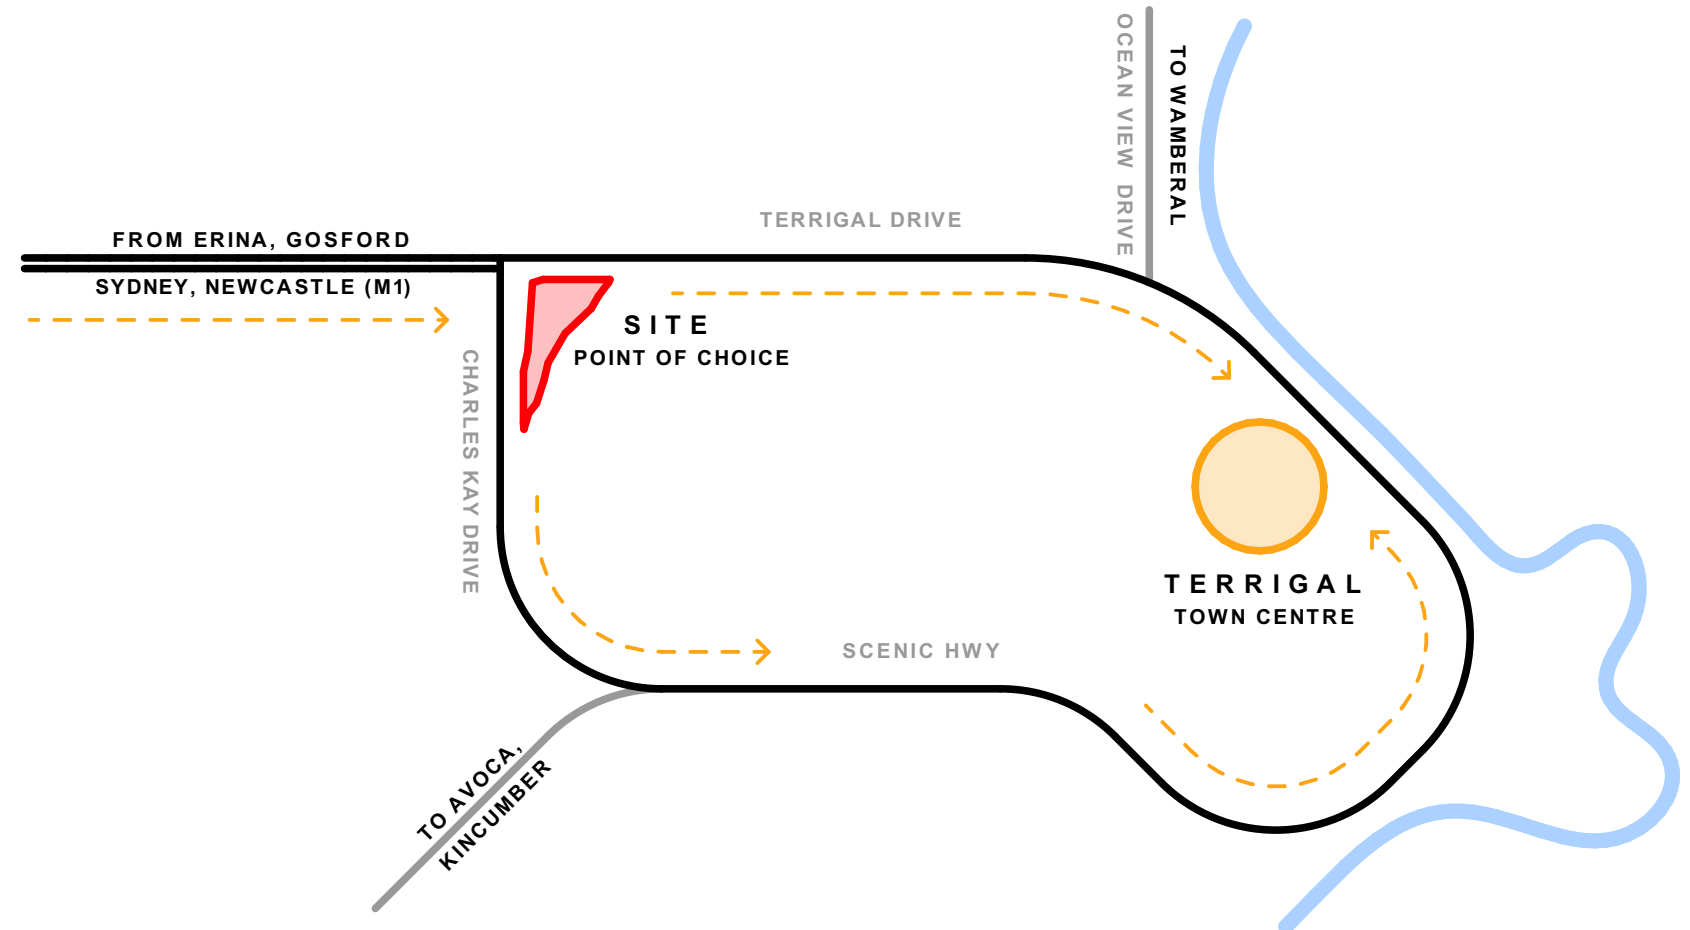 OCEAN VIEW DRIVE
TO WAMBERAL
TERRIGAL DRIVE
FROM ERINA, GOSFORD
SYDNEY, NEWCASTLE (M1)
SITE
POINT OF CHOICE
CHARLES KAY DRIVE
TERRIGAL
TOWN CENTRE
SCENIC HWY
TO AVOCA,
KINCUMBER